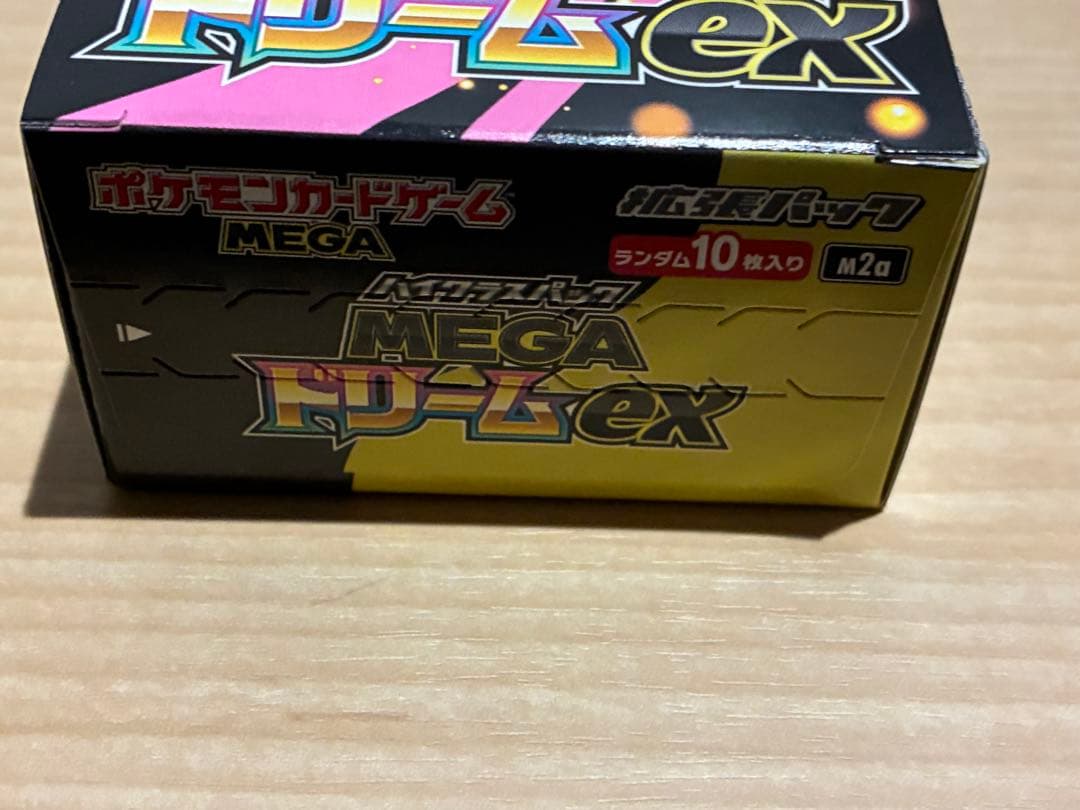 ドリームex
ポケモンカードゲーム
MEGA
拡張パック
ランダム10枚入り
M2a
ハイクラスパック
MEGA
ドリームex